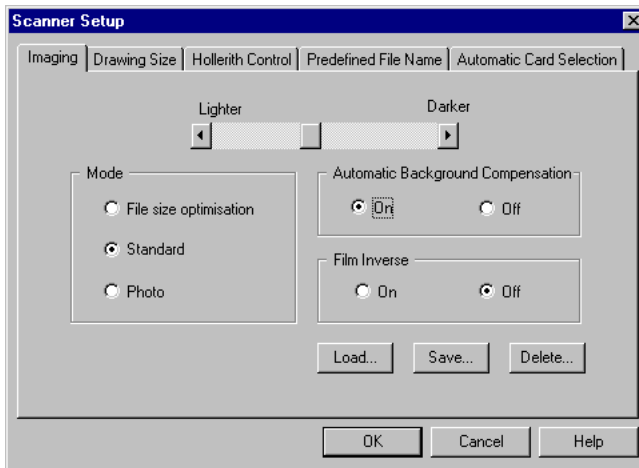 Scanner Setup
Imaging Drawing Size Hollerith Control Predefined File Name Automatic Card Selection
Lighter Darker
Mode
File size optimisation
Standard
Photo
Automatic Background Compensation
On Off
Film Inverse
On Off
Load... Save... Delete...
OK Cancel Help